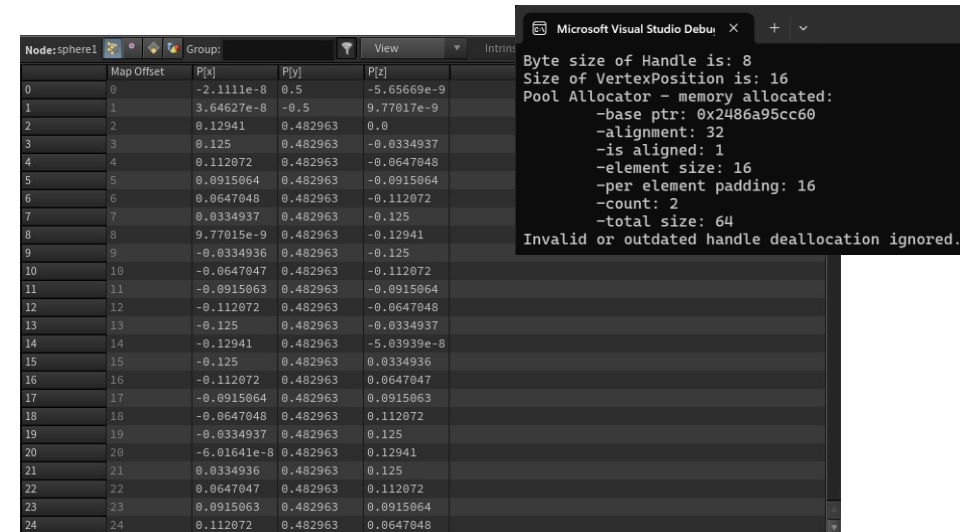 Node: sphere1 Group: View Intrins
Map Offset P[x] P[y] P[z]
0 0 -2.1111e-8 0.5 -5.65669e-9
1 1 3.64627e-8 -0.5 9.77017e-9
2 2 0.12941 0.482963 0.0
3 3 0.125 0.482963 -0.0334937
4 4 0.112072 0.482963 -0.0647048
5 5 0.0915064 0.482963 -0.0915064
6 6 0.0647048 0.482963 -0.112072
7 7 0.0334937 0.482963 -0.125
8 8 9.77015e-9 0.482963 -0.12941
9 9 -0.0334936 0.482963 -0.125
10 10 -0.0647047 0.482963 -0.112072
11 11 -0.0915063 0.482963 -0.0915064
12 12 -0.112072 0.482963 -0.0647048
13 13 -0.125 0.482963 -0.0334937
14 14 -0.12941 0.482963 -5.03939e-8
15 15 -0.125 0.482963 0.0334936
16 16 -0.112072 0.482963 0.0647047
17 17 -0.0915064 0.482963 0.0915063
18 18 -0.0647048 0.482963 0.112072
19 19 -0.0334937 0.482963 0.125
20 20 -6.01641e-8 0.482963 0.12941
21 21 0.0334936 0.482963 0.125
22 22 0.0647047 0.482963 0.112072
23 23 0.0915063 0.482963 0.0915064
24 24 0.112072 0.482963 0.0647048
Microsoft Visual Studio Debu
Byte size of Handle is: 8
Size of VertexPosition is: 16
Pool Allocator - memory allocated:
-base ptr: 0x2486a95cc60
-alignment: 32
-is aligned: 1
-element size: 16
-per element padding: 16
-count: 2
-total size: 64
Invalid or outdated handle deallocation ignored.